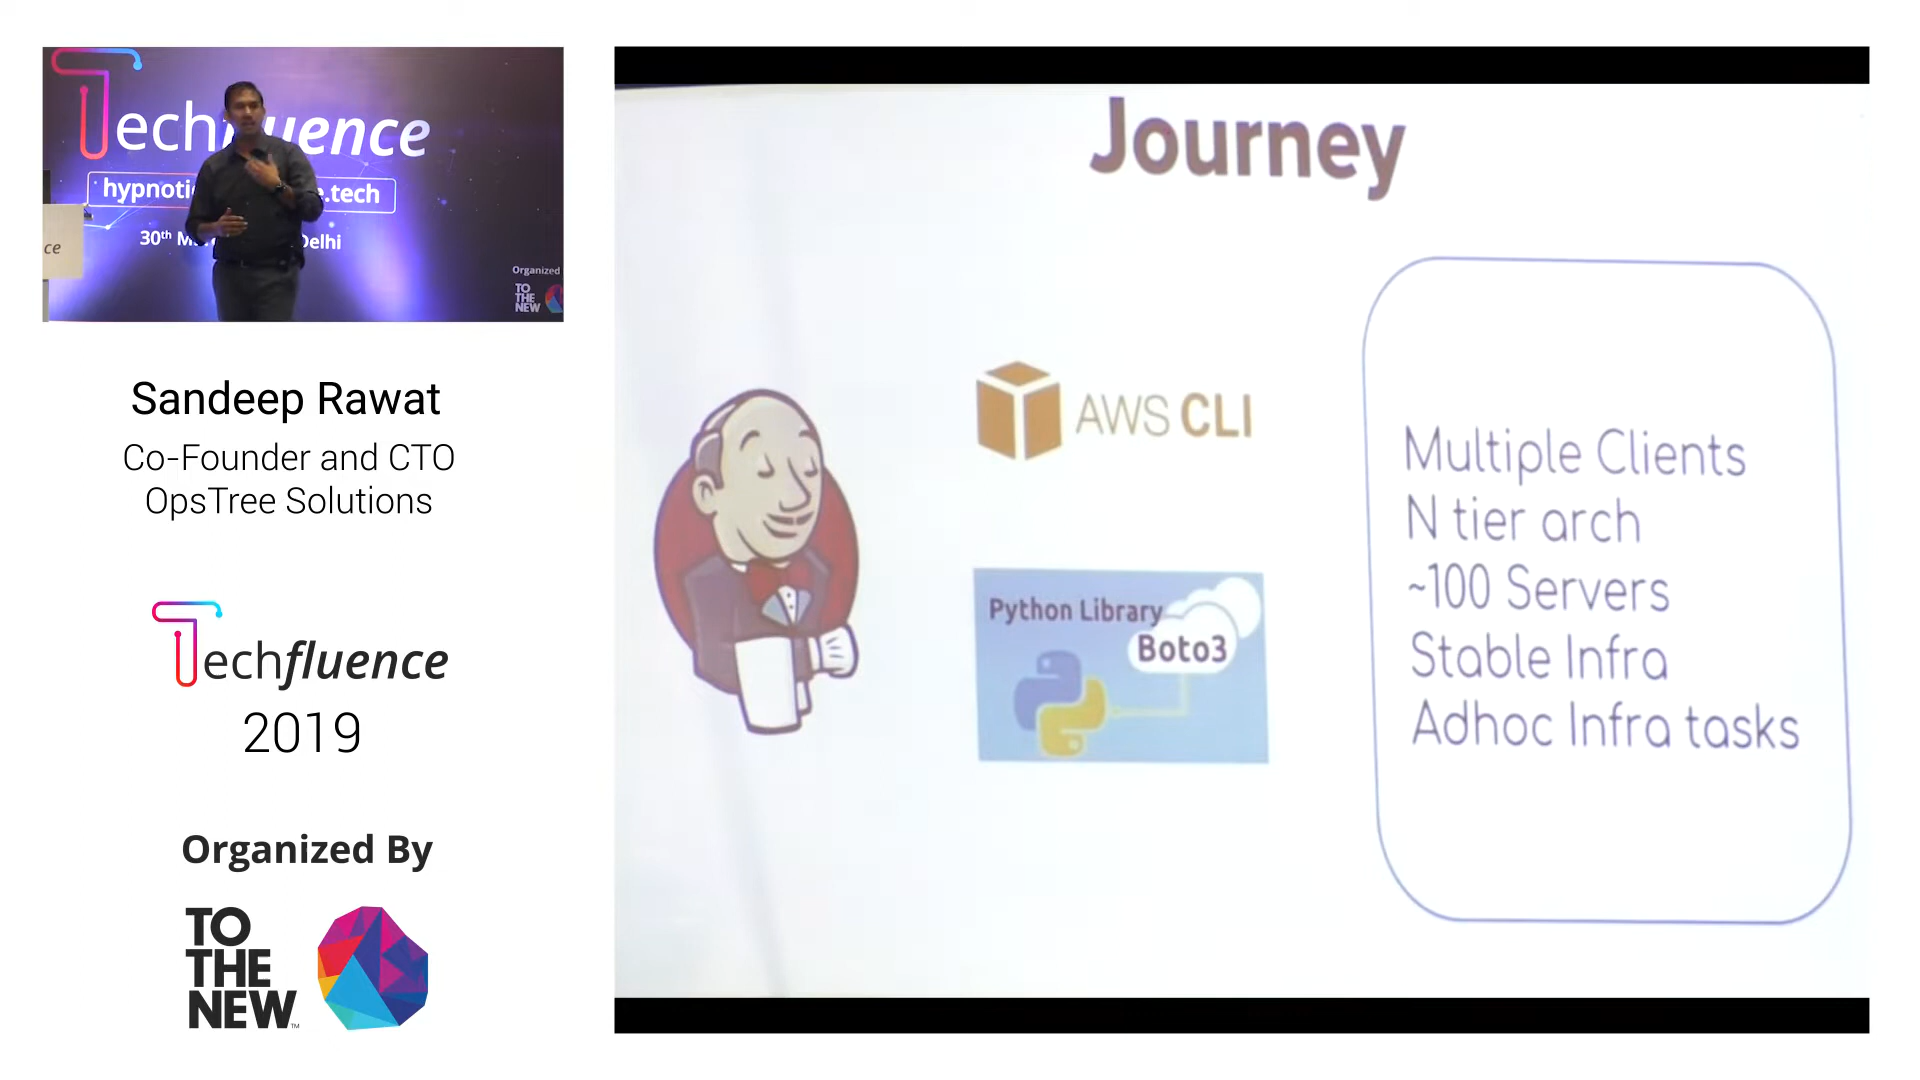 Techfluence
hypnoti
e.tech
30th M
Delhi
ce
Organized
TO
THE
NEW
Sandeep Rawat
Co-Founder and CTO
OpsTree Solutions
Techfluence
2019
Organized By
TO
THE
NEW™
Journey
AWS CLI
Python Library
Boto3
Multiple Clients
N tier arch
~100 Servers
Stable Infra
Adhoc Infra tasks